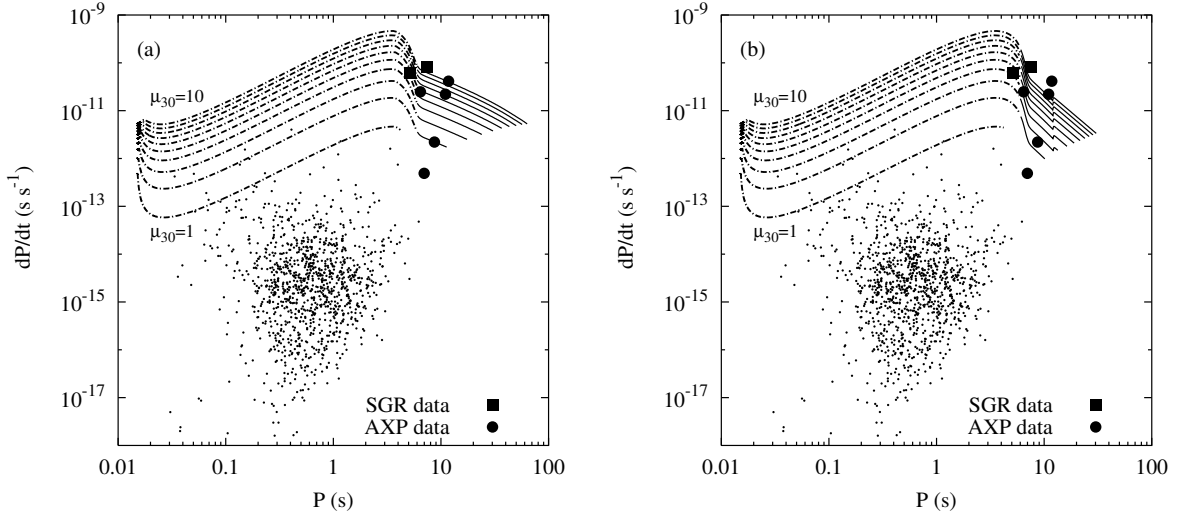 (a)
10⁻⁹
10⁻¹¹
10⁻¹³
10⁻¹⁵
10⁻¹⁷
dP/dt (s s⁻¹)
μ₃₀=10
μ₃₀=1
SGR data
AXP data
0.01 0.1 1 10 100
P (s)
(b)
10⁻⁹
10⁻¹¹
10⁻¹³
10⁻¹⁵
10⁻¹⁷
dP/dt (s s⁻¹)
μ₃₀=10
μ₃₀=1
SGR data
AXP data
0.01 0.1 1 10 100
P (s)